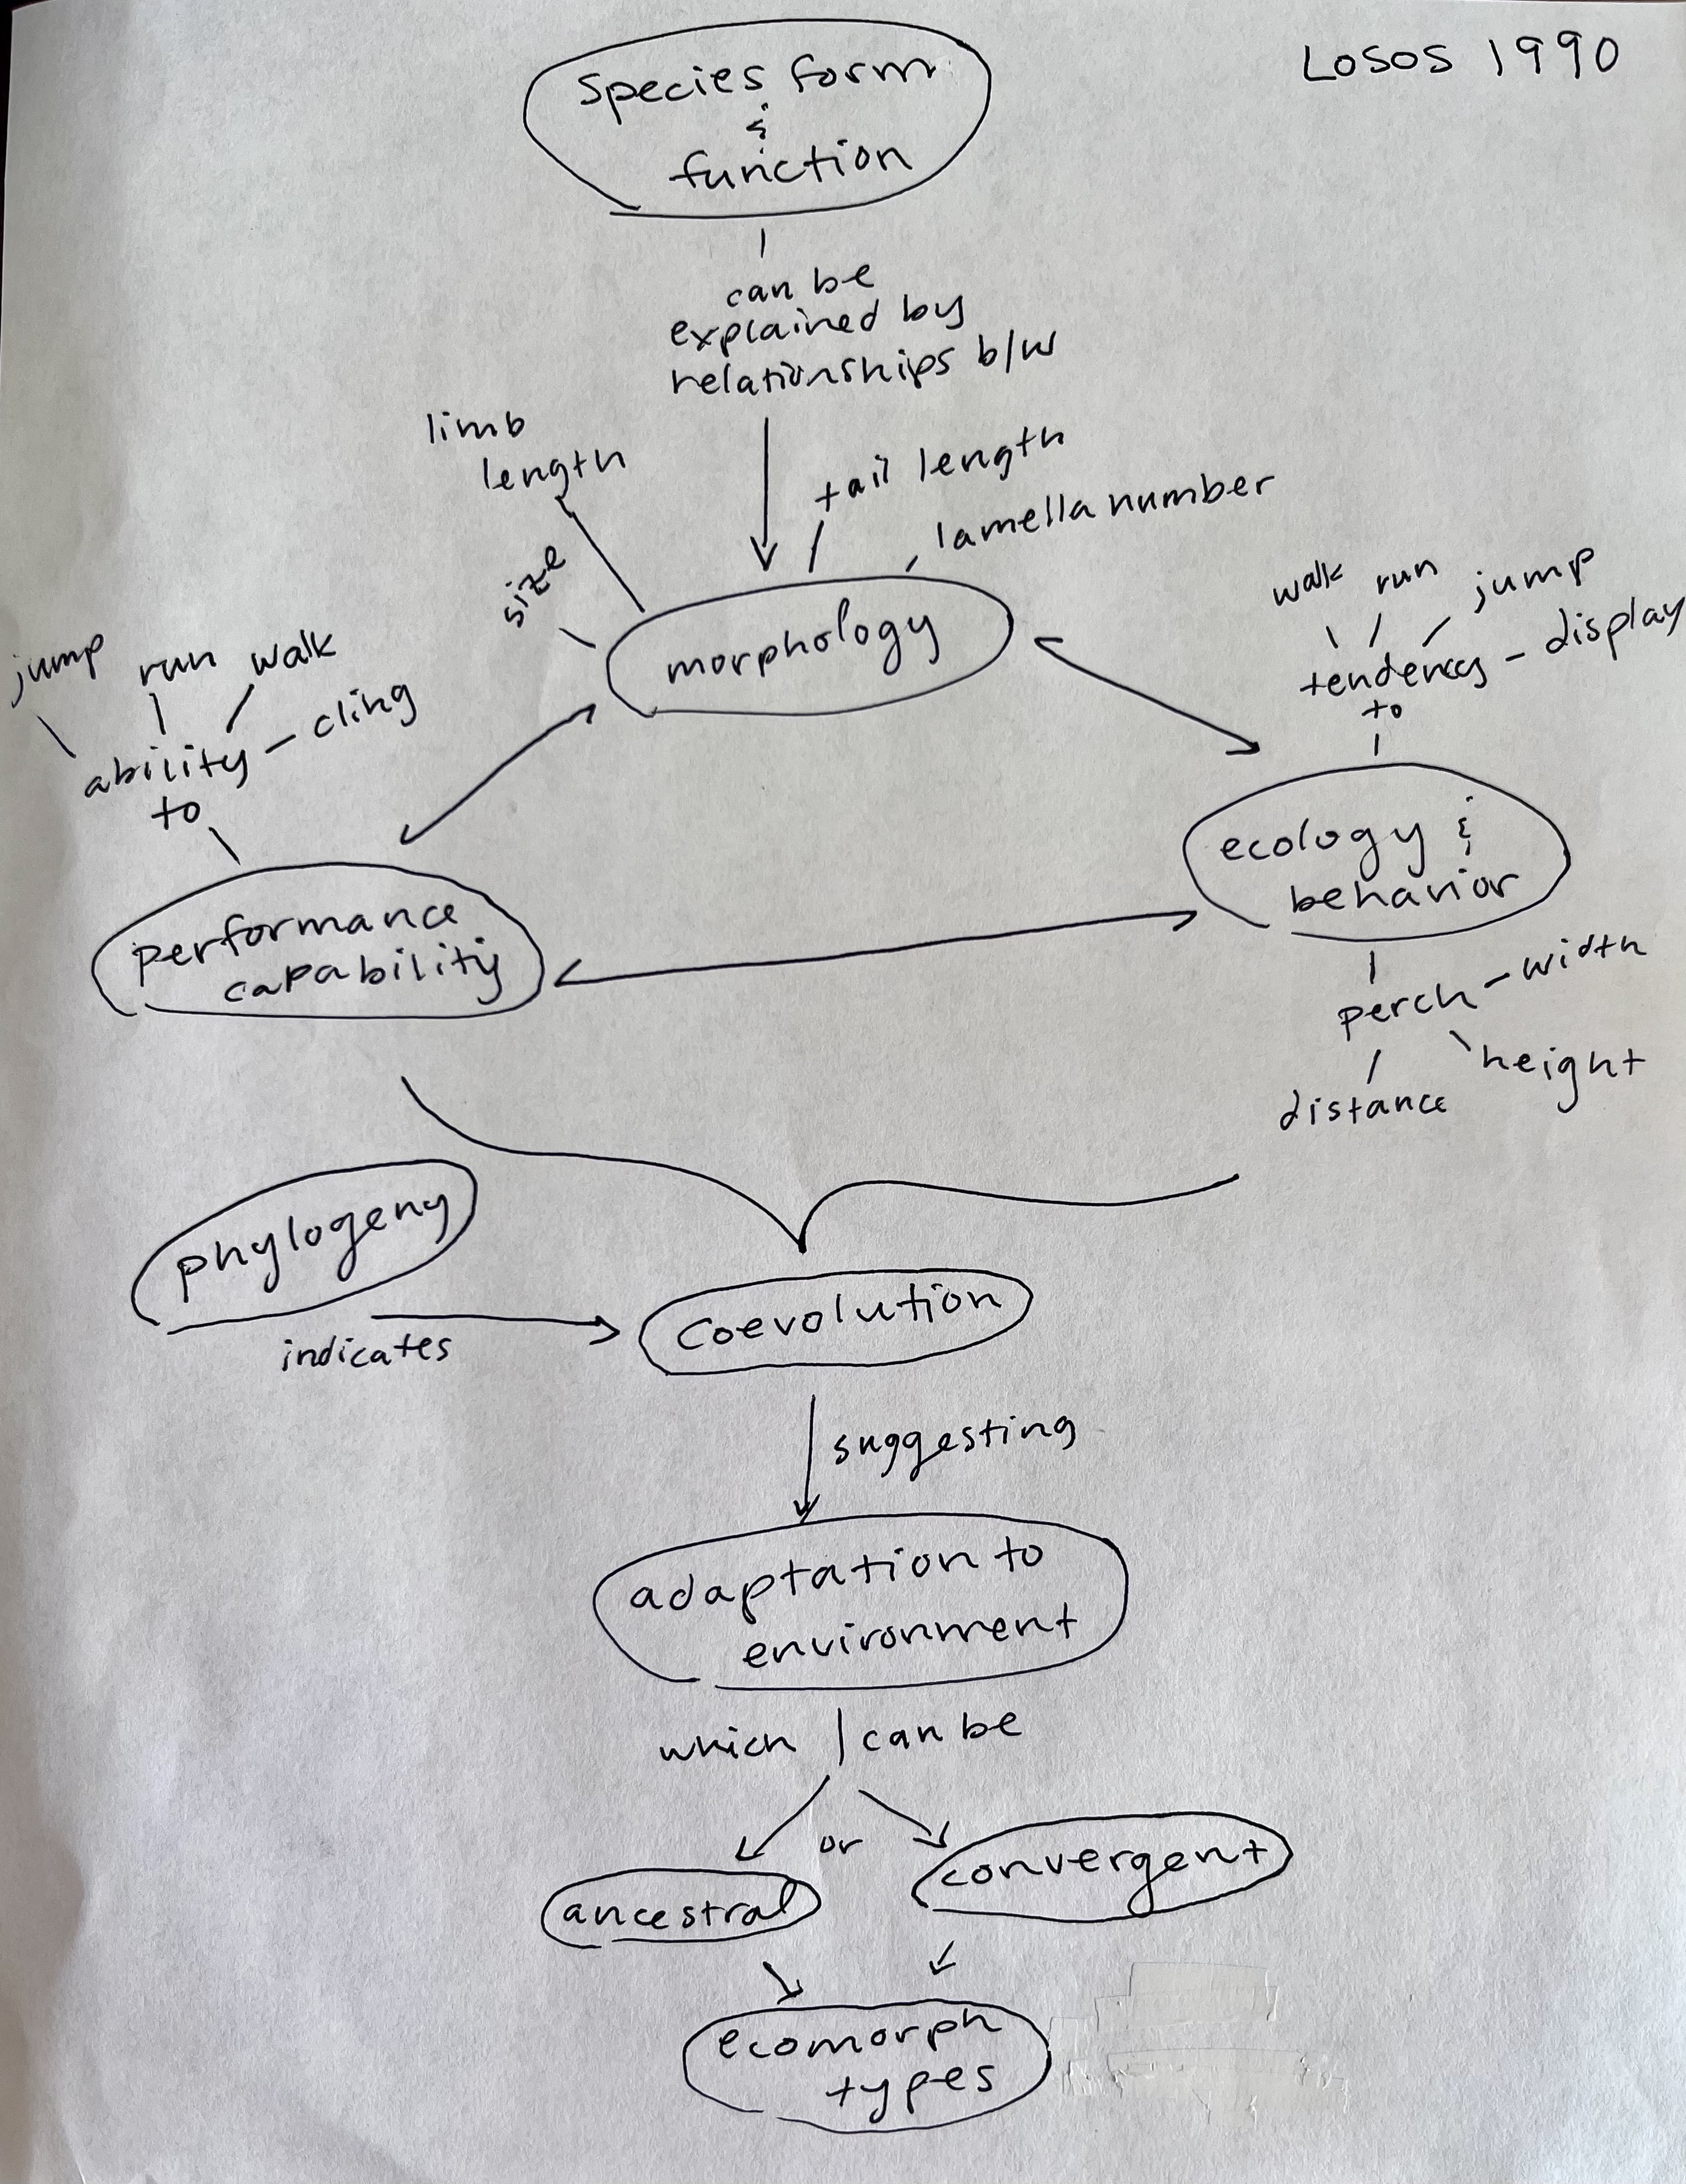 LOSOS 1990
species form
&
function
can be
explained by
relationships b/w
limb
length
tail length
lamella number
size
morphology
walk run jump
tendency - display
to
jump run walk
ability - cling
to
ecology &
behavior
performance
capability
perch - width
height
distance
phylogeny
indicates
coevolution
suggesting
adaptation to
environment
which | can be
or
ancestral
convergent
ecomorph
types